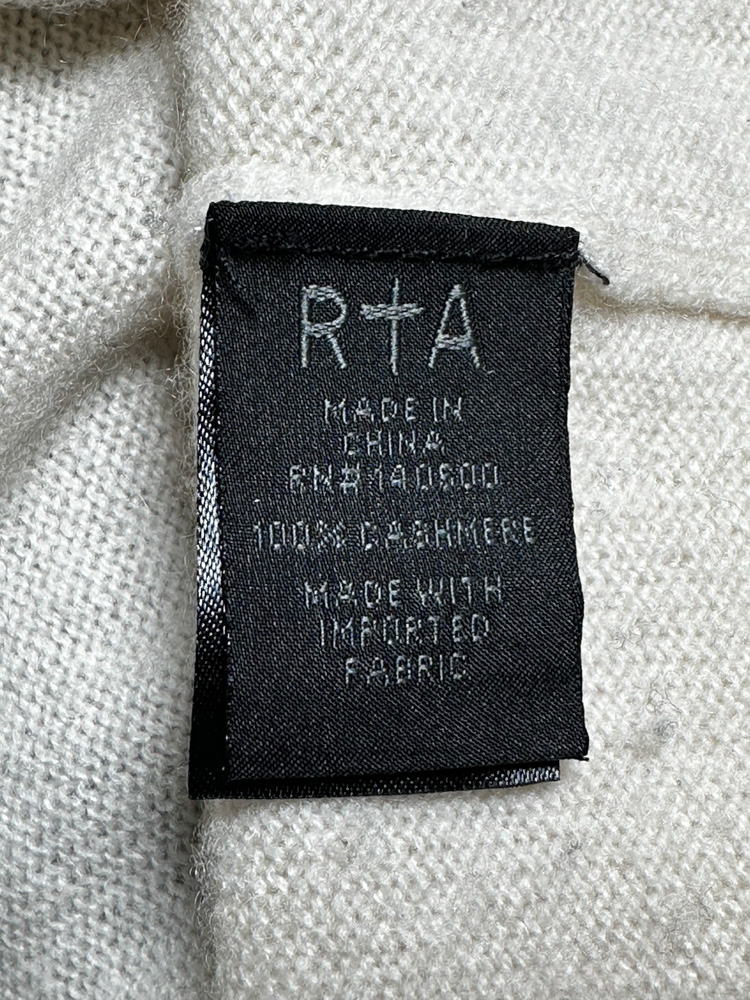 R†A
MADE IN
CHINA
RN#140600
100% CASHMERE
MADE WITH
IMPORTED
FABRIC